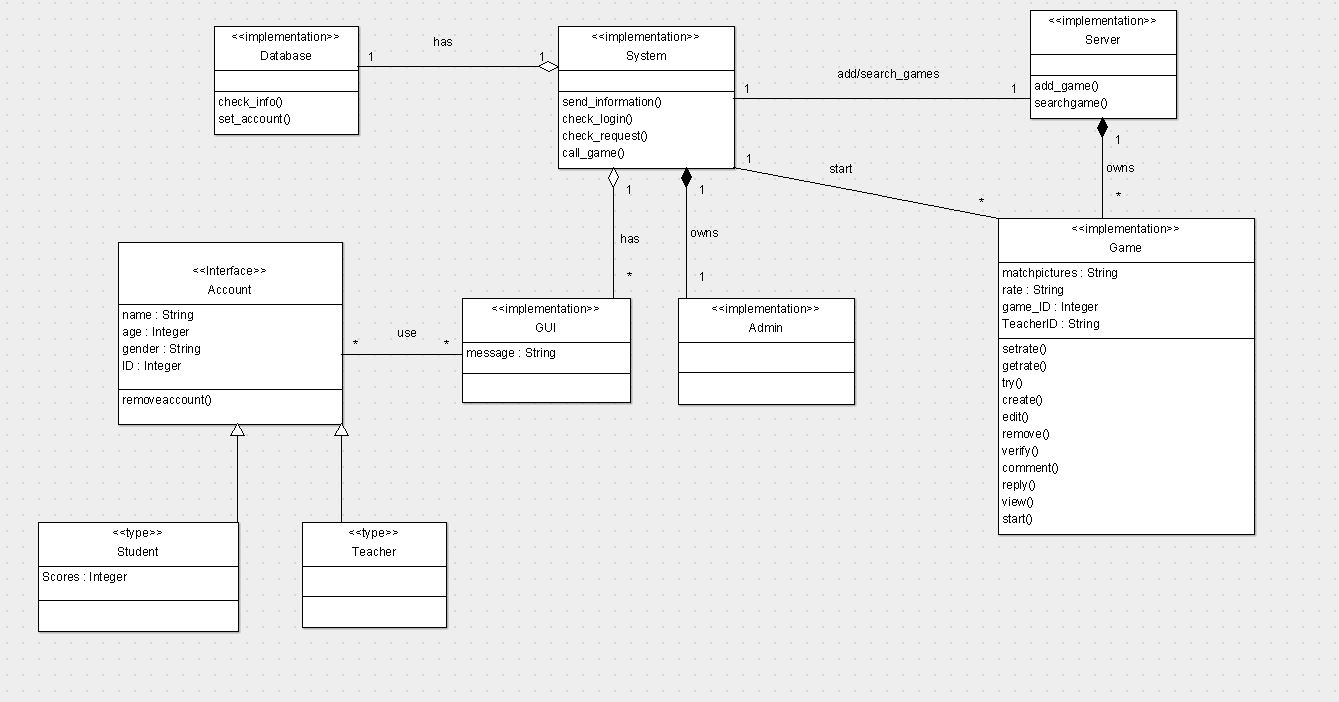 <<implementation>>
Database
check_info()
set_account()
1
has
1
<<implementation>>
System
send_information()
check_login()
check_request()
call_game()
1
add/search_games
1
<<implementation>>
Server
add_game()
searchgame()
1
owns
*
1
start
*
1
has
*
1
owns
1
<<implementation>>
Game
matchpictures : String
rate : String
game_ID : Integer
TeacherID : String
setrate()
getrate()
try()
create()
edit()
remove()
verify()
comment()
reply()
view()
start()
<<Interface>>
Account
name : String
age : Integer
gender : String
ID : Integer
removeaccount()
*
use
*
<<implementation>>
GUI
message : String
<<implementation>>
Admin
<<type>>
Student
Scores : Integer
<<type>>
Teacher